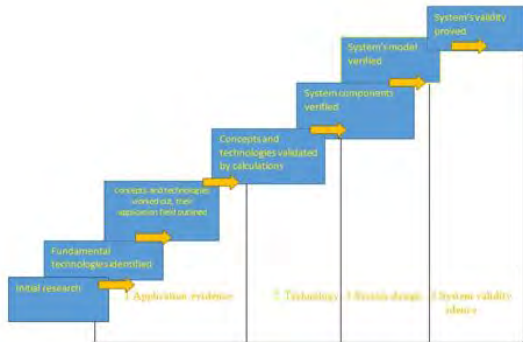 System's validity
proved
System's model
verified
System components
verified
Concepts and
technologies validated
by calculations
Concepts and technologies
worked out, their
application field outlined
Fundamental
technologies identified
Initial research
1 Application evidence
2 Technology
3 System design
System validity